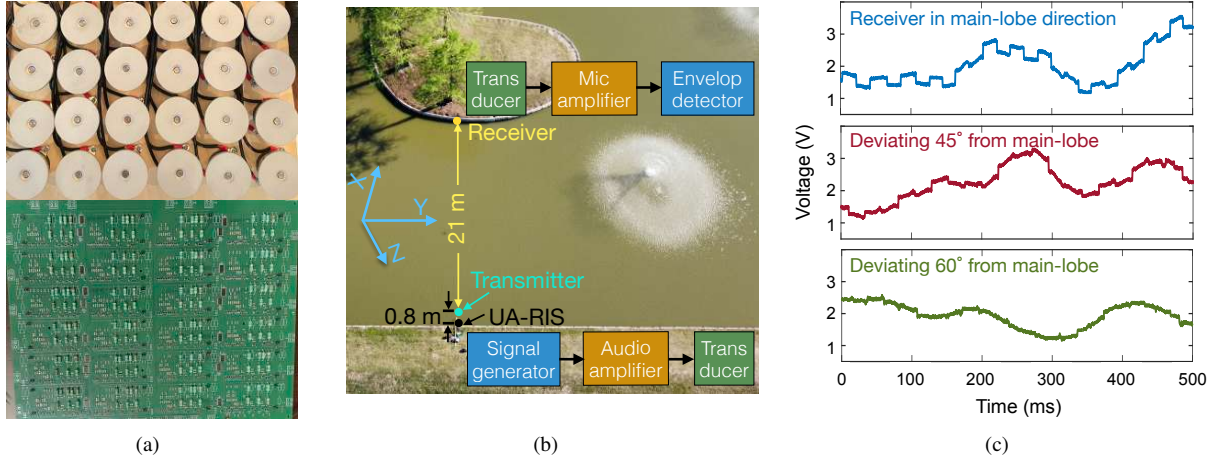 Trans
ducer
Mic
amplifier
Envelop
detector
Receiver
X
Y
Z
21 m
Transmitter
0.8 m
UA-RIS
Signal
generator
Audio
amplifier
Trans
ducer
Receiver in main-lobe direction
3
2
1
Deviating 45° from main-lobe
3
2
1
Voltage (V)
Deviating 60° from main-lobe
3
2
1
0 100 200 300 400 500
Time (ms)
(a) (b) (c)